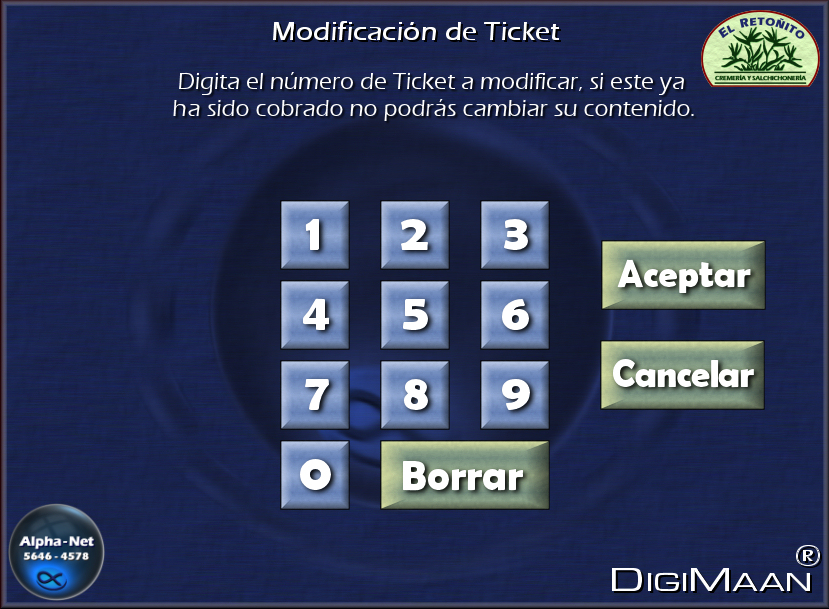 Modificación de Ticket
EL RETOÑITO
CREMERÍA Y SALCHICHONERÍA
Digita el número de Ticket a modificar, si este ya
ha sido cobrado no podrás cambiar su contenido.
1 2 3
Aceptar
4 5 6
Cancelar
7 8 9
0 Borrar
Alpha-Net
5646 - 4578
DIGIMAAN®